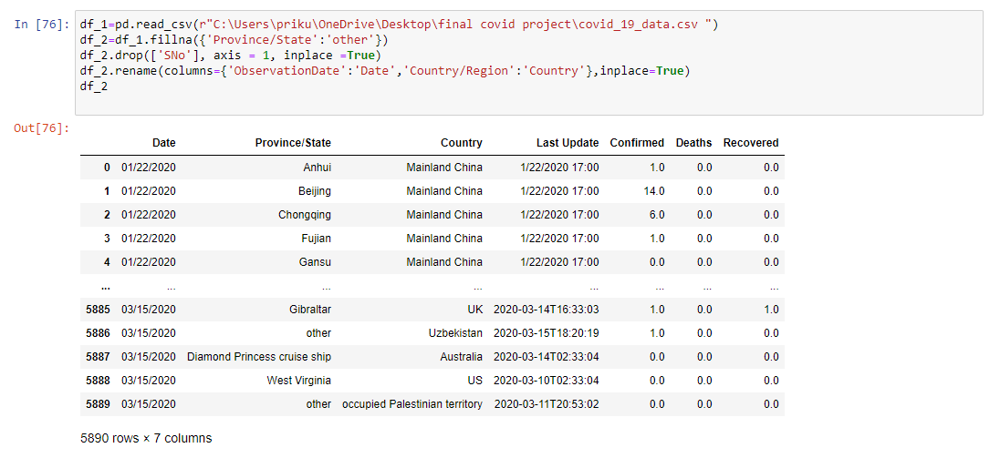 In [76]: df_1=pd.read_csv(r"C:\Users\priku\OneDrive\Desktop\final covid project\covid_19_data.csv ")
df_2=df_1.fillna({'Province/State':'other'})
df_2.drop(['SNo'], axis = 1, inplace =True)
df_2.rename(columns={'ObservationDate':'Date','Country/Region':'Country'},inplace=True)
df_2
Out[76]:
Date Province/State Country Last Update Confirmed Deaths Recovered
0 01/22/2020 Anhui Mainland China 1/22/2020 17:00 1.0 0.0 0.0
1 01/22/2020 Beijing Mainland China 1/22/2020 17:00 14.0 0.0 0.0
2 01/22/2020 Chongqing Mainland China 1/22/2020 17:00 6.0 0.0 0.0
3 01/22/2020 Fujian Mainland China 1/22/2020 17:00 1.0 0.0 0.0
4 01/22/2020 Gansu Mainland China 1/22/2020 17:00 0.0 0.0 0.0
... ... ... ... ... ... ... ...
5885 03/15/2020 Gibraltar UK 2020-03-14T16:33:03 1.0 0.0 1.0
5886 03/15/2020 other Uzbekistan 2020-03-15T18:20:19 1.0 0.0 0.0
5887 03/15/2020 Diamond Princess cruise ship Australia 2020-03-14T02:33:04 0.0 0.0 0.0
5888 03/15/2020 West Virginia US 2020-03-10T02:33:04 0.0 0.0 0.0
5889 03/15/2020 other occupied Palestinian territory 2020-03-11T20:53:02 0.0 0.0 0.0
5890 rows × 7 columns